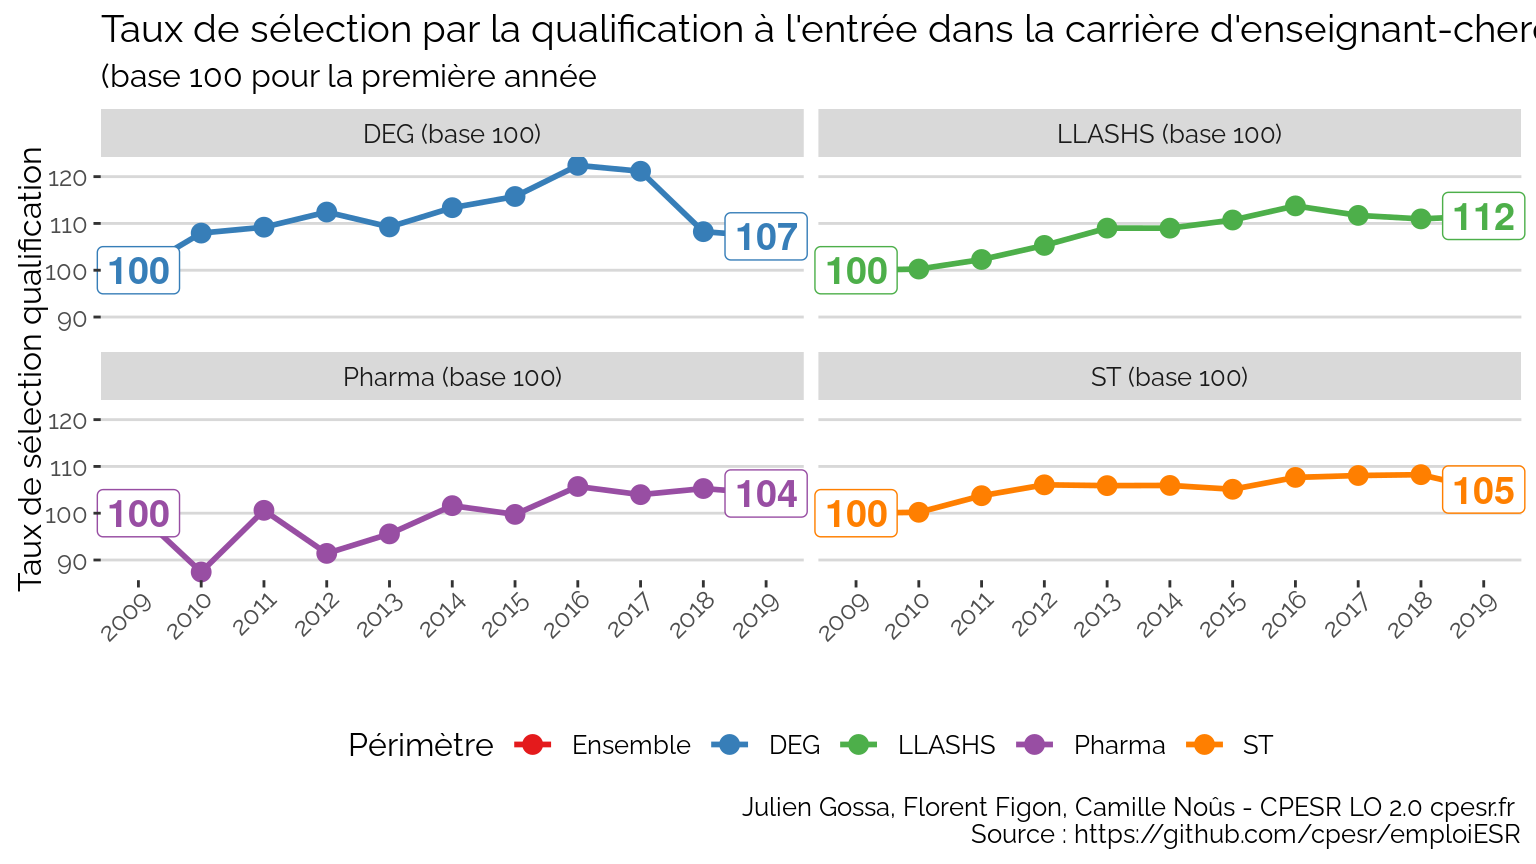 Taux de sélection par la qualification à l'entrée dans la carrière d'enseignant-cher
(base 100 pour la première année
Taux de sélection qualification
DEG (base 100)
120
110
100
90
100
107
LLASHS (base 100)
100
112
Pharma (base 100)
120
110
100
90
100
104
ST (base 100)
100
105
2009 2010 2011 2012 2013 2014 2015 2016 2017 2018 2019
2009 2010 2011 2012 2013 2014 2015 2016 2017 2018 2019
Périmètre Ensemble DEG LLASHS Pharma ST
Julien Gossa, Florent Figon, Camille Noûs - CPESR LO 2.0 cpesr.fr
Source : https://github.com/cpesr/emploiESR